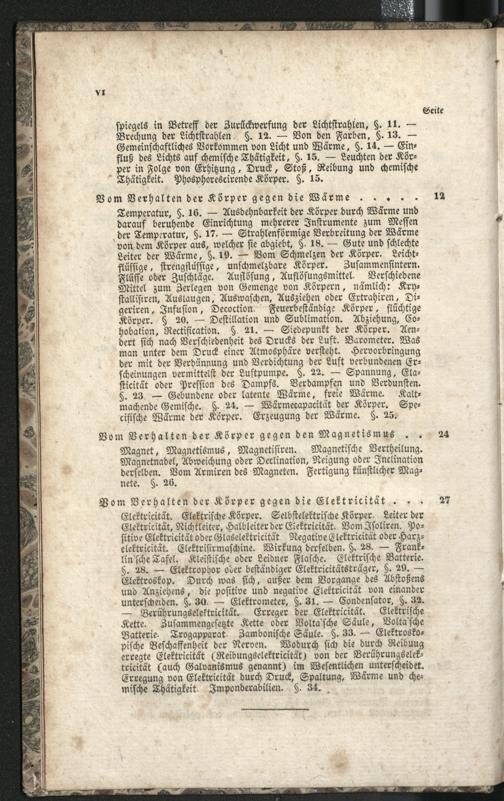 VI
Seite
spiegels in Betreff der Zurückwerfung der Lichtstrahlen, §. 11. —
Brechung der Lichtstrahlen §. 12. — Von den Farben, §. 13. —
Gemeinschaftliches Vorkommen von Licht und Wärme, §. 14. — Ein-
fluß des Lichts auf chemische Thätigkeit, §. 15. — Leuchten der Kör-
per in Folge von Erhitzung, Druck, Stoß, Reibung und chemische
Thätigkeit. Phosphorescirende Körper. §. 15.
Vom Verhalten der Körper gegen die Wärme . . . . . 12
Temperatur, §. 16. — Ausdehnbarkeit der Körper durch Wärme und
darauf beruhende Einrichtung mehrerer Instrumente zum Messen
der Temperatur, §. 17. — Strahlenförmige Verbreitung der Wärme
von dem Körper aus, welcher sie abgiebt, §. 18. — Gute und schlechte
Leiter der Wärme, §. 19. — Vom Schmelzen der Körper. Leicht-
flüssige, strengflüssige, unschmelzbare Körper. Zusammensintern.
Flüsse oder Zuschläge. Auflösung, Auflösungsmittel. Verschiedene
Mittel zum Zerlegen von Gemenge von Körpern, nämlich: Kry-
stallisiren, Auslaugen, Auswaschen, Ausziehen oder Extrahiren, Di-
geriren, Infusion, Decoction. Feuerbeständige Körper, flüchtige
Körper. § 20. — Destillation und Sublimation. Abziehung, Co-
hobation, Rectification. §. 21. — Siedepunkt der Körper. Aen-
dert sich nach Verschiedenheit des Drucks der Luft. Barometer. Was
man unter dem Druck einer Atmosphäre versteht. Hervorbringung
der mit der Verdünnung und Verdichtung der Luft verbundenen Er-
scheinungen vermittelst der Luftpumpe. §. 22. — Spannung, Ela-
sticität oder Pression des Dampfs. Verdampfen und Verdunsten.
§. 23 — Gebundene oder latente Wärme, freie Wärme. Kalt-
machende Gemische. §. 24. — Wärmecapacität der Körper. Spe-
cifische Wärme der Körper. Erzeugung der Wärme. §. 25.
Vom Verhalten der Körper gegen den Magnetismus . . 24
Magnet, Magnetismus, Magnetisiren. Magnetische Vertheilung.
Magnetnadel, Abweichung oder Declination, Neigung oder Inclination
derselben. Vom Armiren des Magneten. Fertigung künstlicher Mag-
nete. §. 26.
Vom Verhalten der Körper gegen die Elektricität . . . 27
Elektricität. Elektrische Körper. Selbstelektrische Körper. Leiter der
Elektricität, Nichtleiter, Halbleiter der Elektricität. Vom Isoliren. Po-
sitive Elektricität oder Glaselektricität Negative Elektricität oder Harz-
elektricität. Elektrisirmaschine. Wirkung derselben. §. 28. — Frank-
lin'sche Tafel. Kleistische oder Leidner Flasche. Elektrische Batterie.
§. 28. — Elektrophor oder beständiger Elektricitätsträger, §. 29. —
Elektroskop. Durch was sich, außer dem Vorgange des Abstoßens
und Anziehens, die positive und negative Elektricität von einander
unterscheiden. §. 30. — Elektrometer, §. 31. — Condensator, §. 32.
— Berührungselektricität. Erreger der Elektricität. Elektrische
Kette. Zusammengesetzte Kette oder Volta'sche Säule, Volta'sche
Batterie. Trogapparat. Zambonische Säule. §. 33. — Elektrosko-
pische Beschaffenheit der Nerven. Wodurch sich die durch Reibung
erregte Elektricität (Reibungselektricität) von der Berührungselek-
tricität (auch Galvanismus genannt) im Wesentlichen unterscheidet.
Erregung von Elektricität durch Druck, Spaltung, Wärme und che-
mische Thätigkeit Imponderabilien. §. 34.